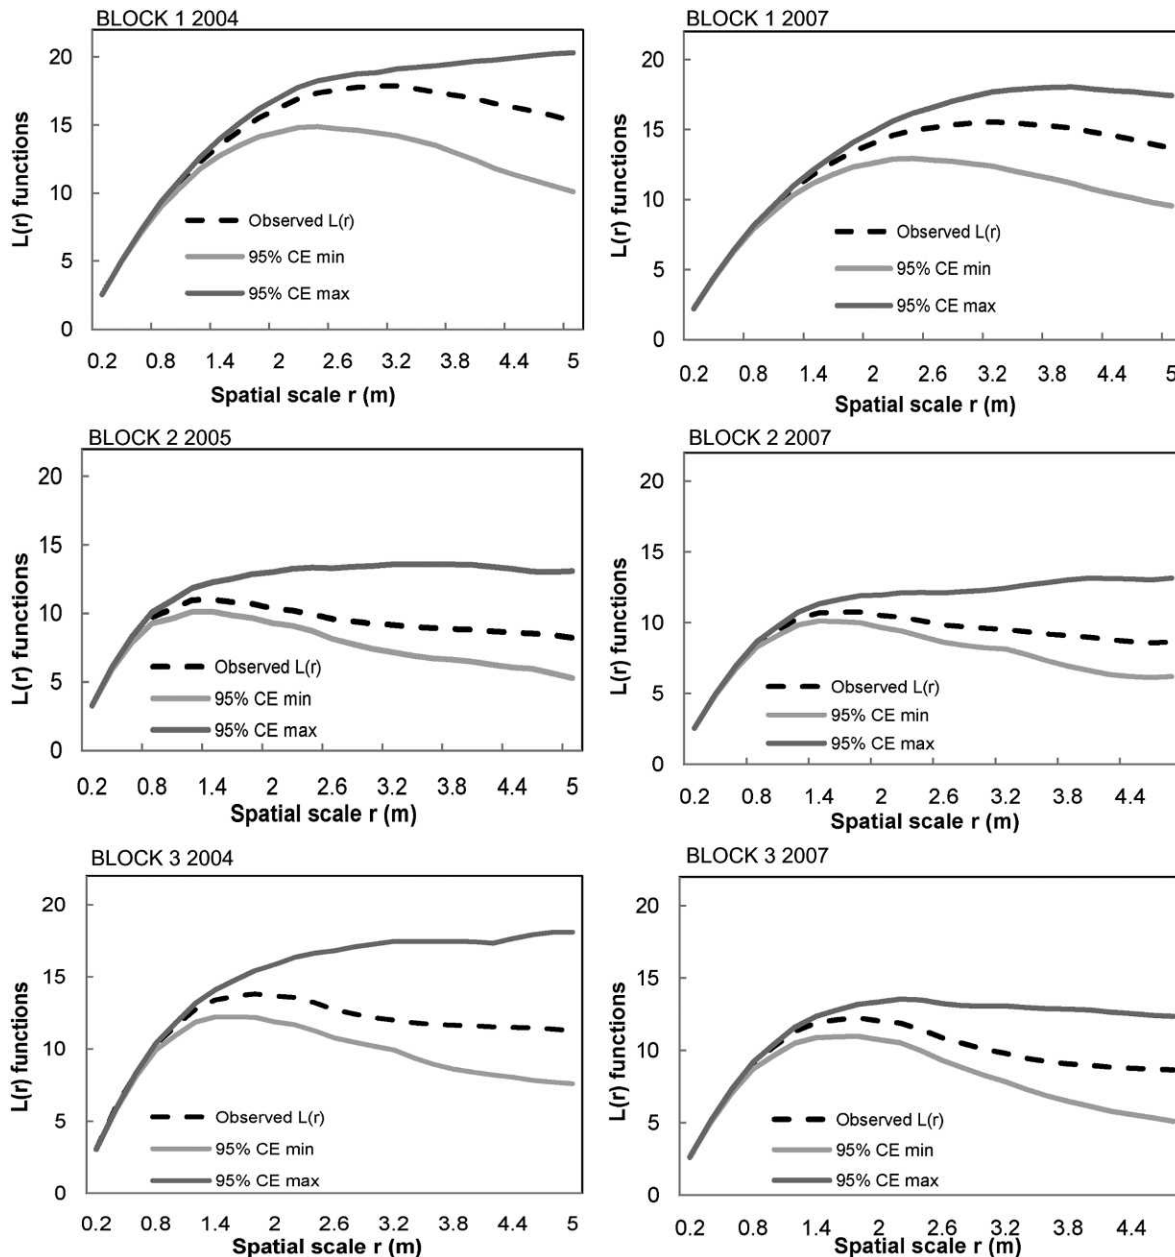 BLOCK 1 2004
20
15
10
5
0
L(r) functions
Observed L(r)
95% CE min
95% CE max
0.2 0.8 1.4 2 2.6 3.2 3.8 4.4 5
Spatial scale r (m)
BLOCK 1 2007
20
15
10
5
0
L(r) functions
Observed L(r)
95% CE min
95% CE max
0.2 0.8 1.4 2 2.6 3.2 3.8 4.4 5
Spatial scale r (m)
BLOCK 2 2005
20
15
10
5
0
L(r) functions
Observed L(r)
95% CE min
95% CE max
0.2 0.8 1.4 2 2.6 3.2 3.8 4.4 5
Spatial scale r (m)
BLOCK 2 2007
20
15
10
5
0
L(r) functions
Observed L(r)
95% CE min
95% CE max
0.2 0.8 1.4 2 2.6 3.2 3.8 4.4
Spatial scale r (m)
BLOCK 3 2004
20
15
10
5
0
L(r) functions
Observed L(r)
95% CE min
95% CE max
0.2 0.8 1.4 2 2.6 3.2 3.8 4.4 5
Spatial scale r (m)
BLOCK 3 2007
20
15
10
5
0
L(r) functions
Observed L(r)
95% CE min
95% CE max
0.2 0.8 1.4 2 2.6 3.2 3.8 4.4
Spatial scale r (m)